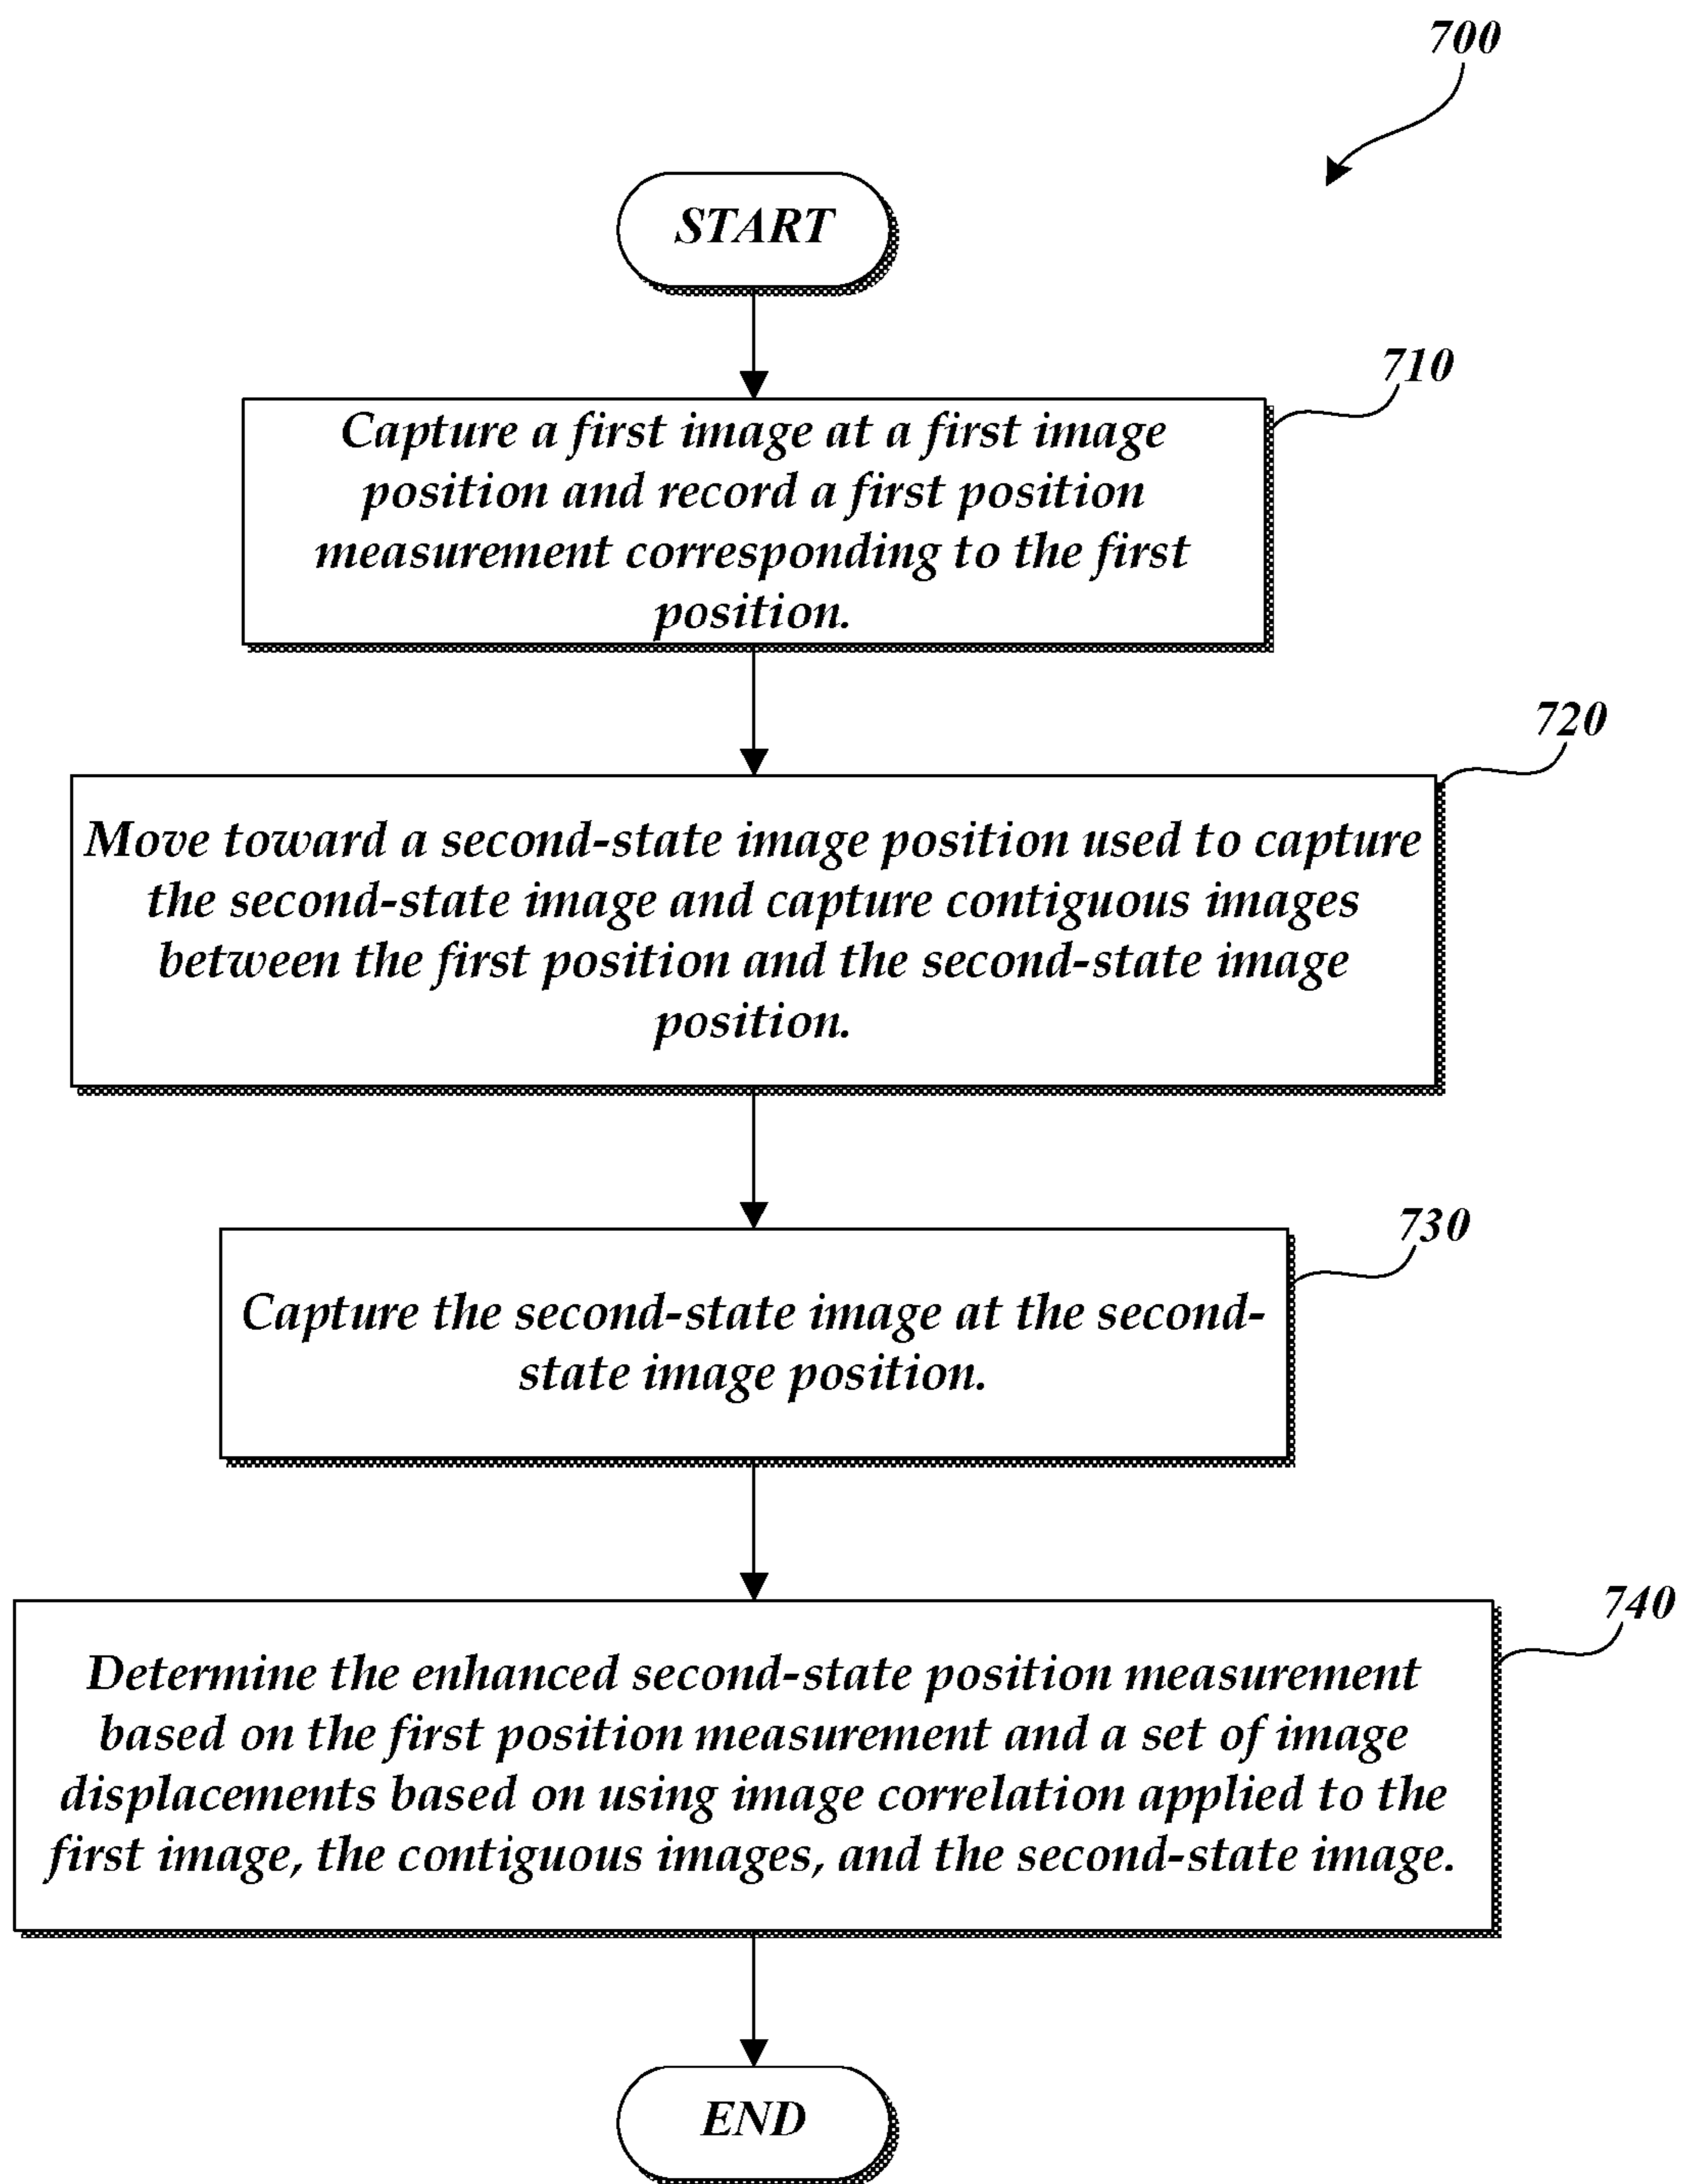 700
START
710
Capture a first image at a first image
position and record a first position
measurement corresponding to the first
position.
720
Move toward a second-state image position used to capture
the second-state image and capture contiguous images
between the first position and the second-state image
position.
730
Capture the second-state image at the second-
state image position.
740
Determine the enhanced second-state position measurement
based on the first position measurement and a set of image
displacements based on using image correlation applied to the
first image, the contiguous images, and the second-state image.
END